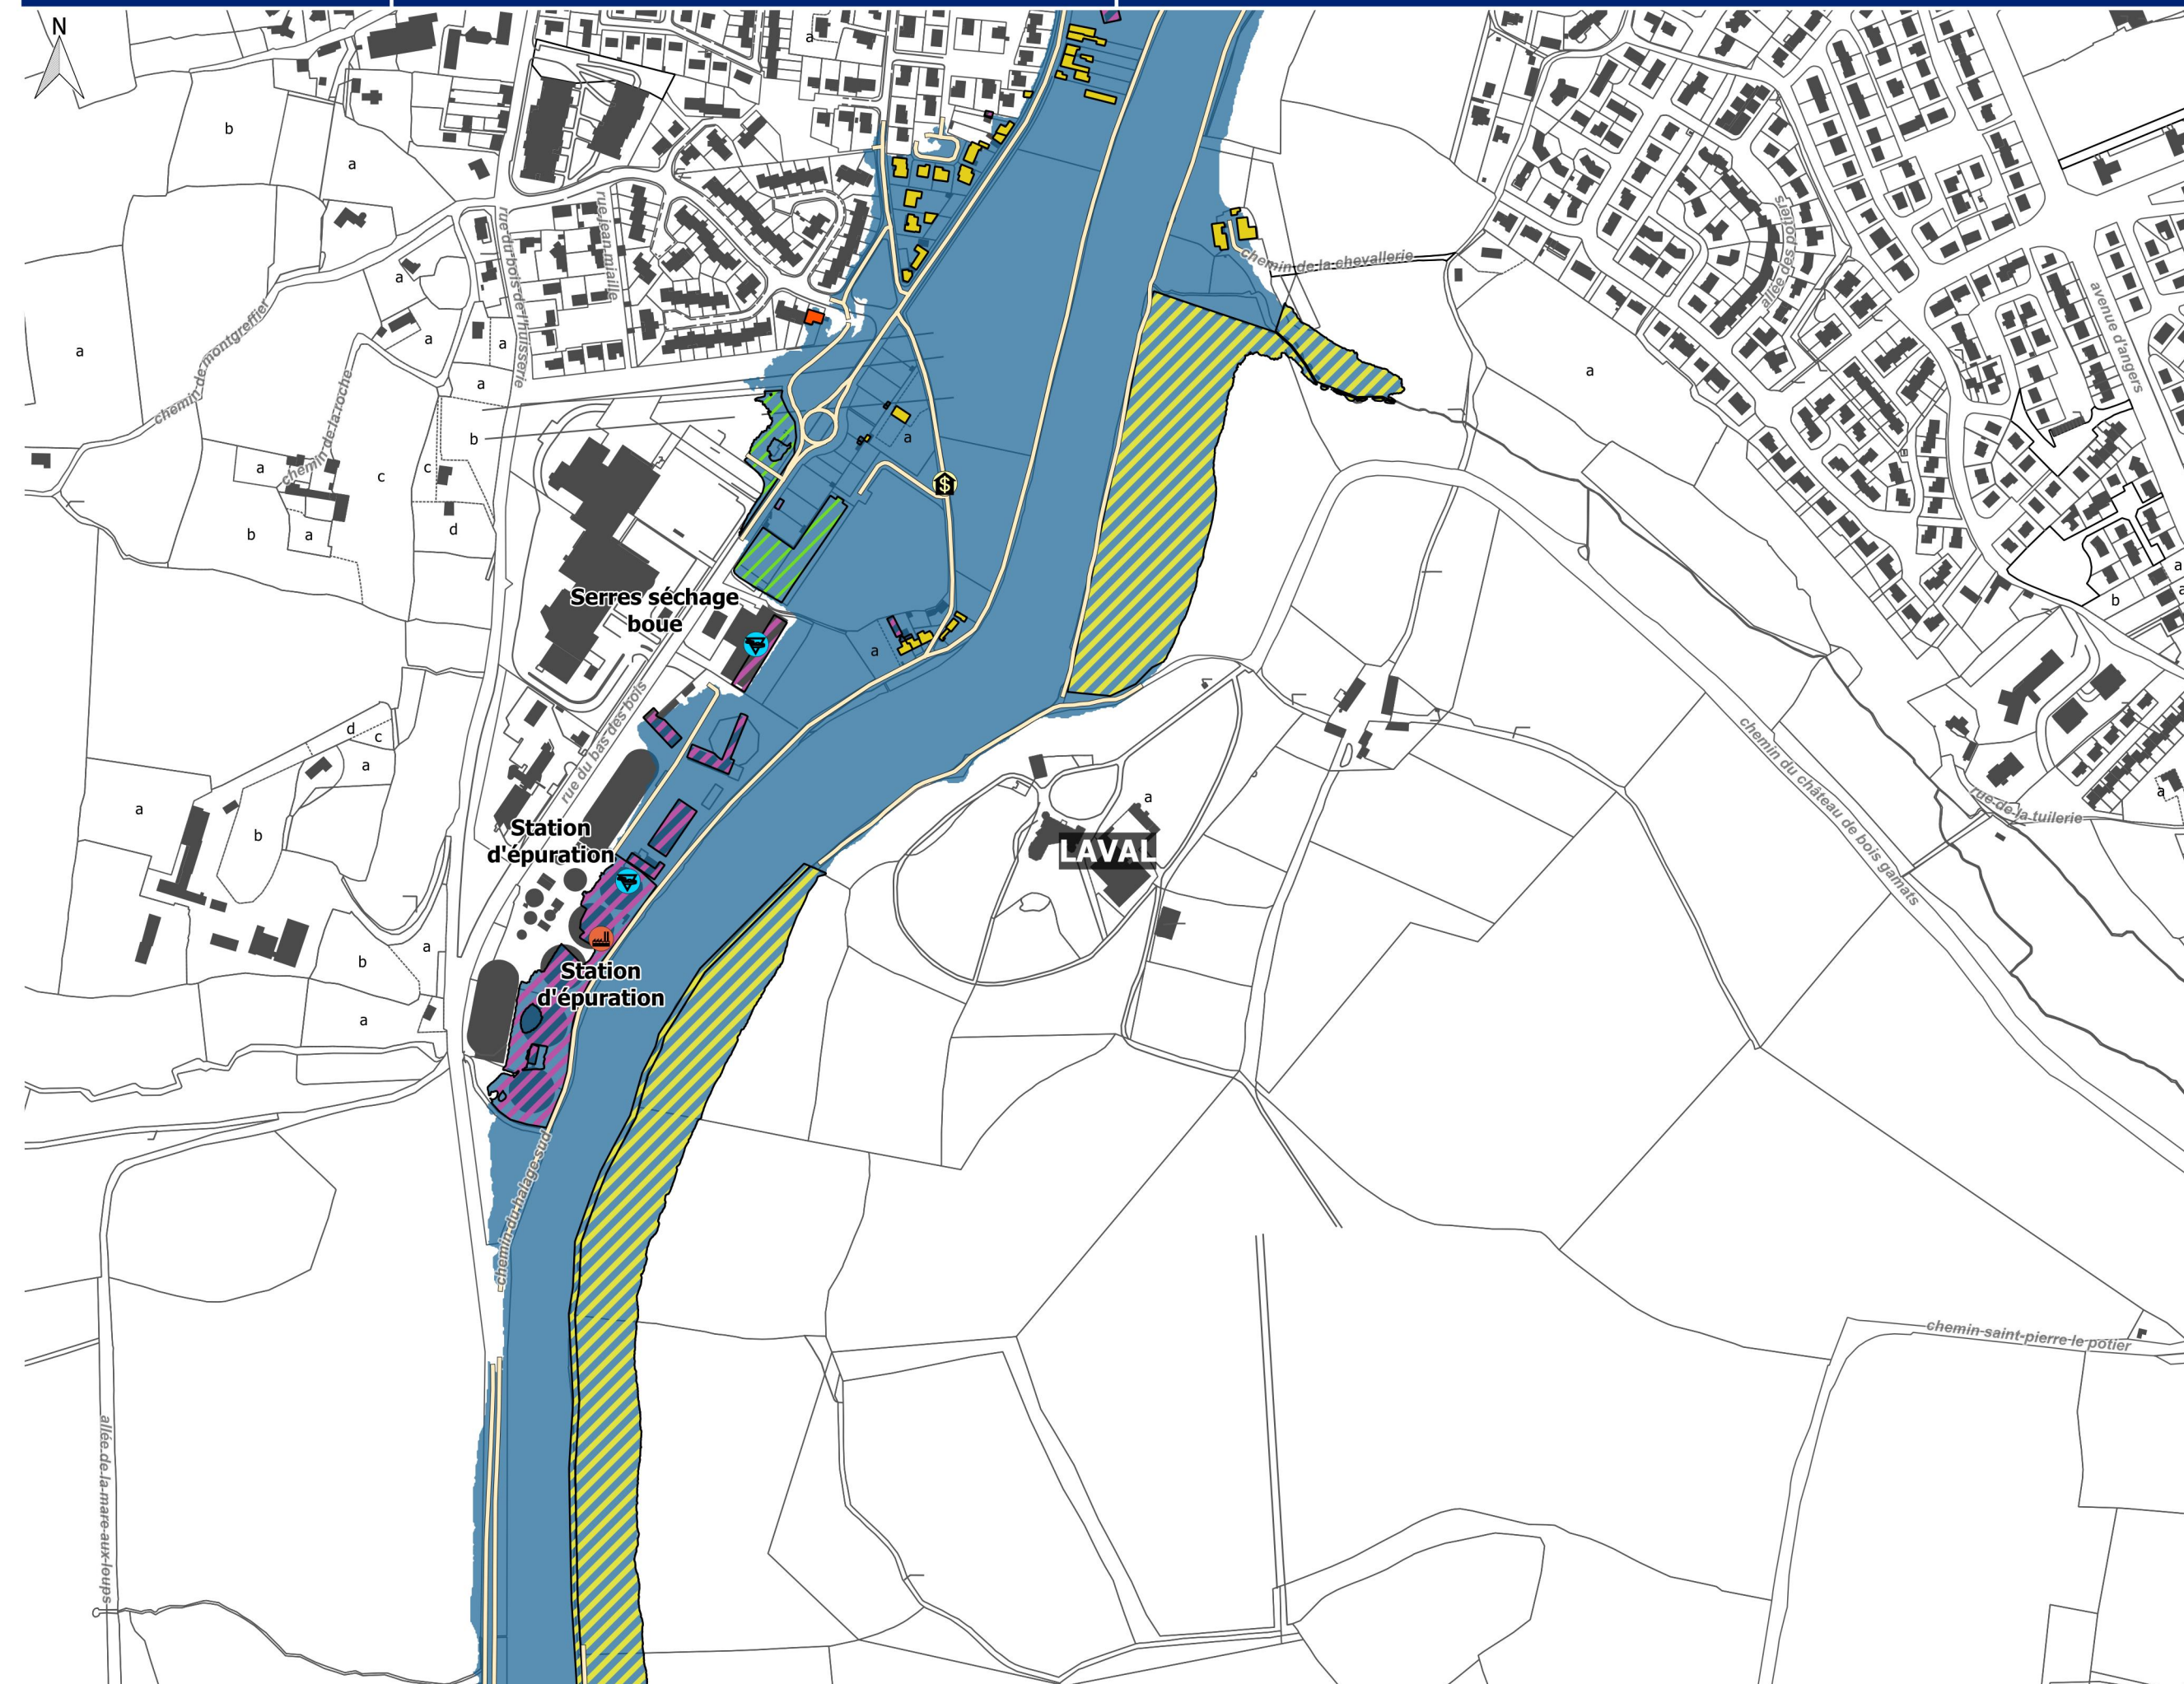 N
a
b
a
rue du bois de l'huisserie
rue jean miaille
allée des portiers
chemin de la chevallerie
avenue d'angers
a
a
a
a
a
chemin de montgreffier
a
a
chemin de la roche
b
a
a
c
c
$
b
a
d
a
b
Serres séchage
boue
a
rue du bas des bois
d
c
a
chemin du château de bois gamats
a
rue de la tuilerie
a
a
b
Station
d'épuration
LAVAL
a
b
Station
d'épuration
a
chemin du halage sud
chemin saint-pierre le potier
allée de la mare aux loups